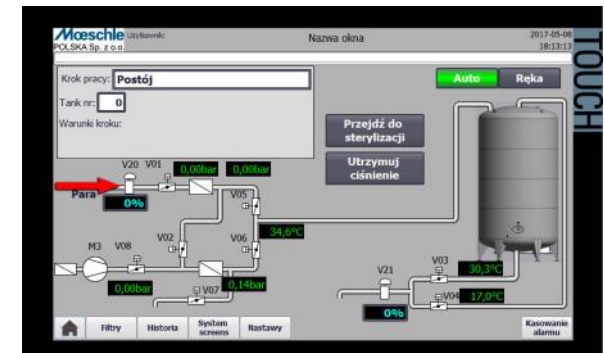 Mœschle Użytkownik:
POLSKA Sp. z o.o.
Nazwa okna
2017-05-08
18:13:13
TOUCH
Krok pracy: Postój
Auto Ręka
Tank nr: 0
Warunki kroku:
Przejdź do
sterylizacji
Utrzymuj
ciśnienie
V20 V01 0,00bar 0,00bar
Para
0%
V05
M3 V08 V02 V06 34,6°C
V21 V03 30,3°C
0,00bar V07 0,14bar
V04 17,0°C
0%
Filtry Historia System
screens Nastawy
Kasowanie
alarmu